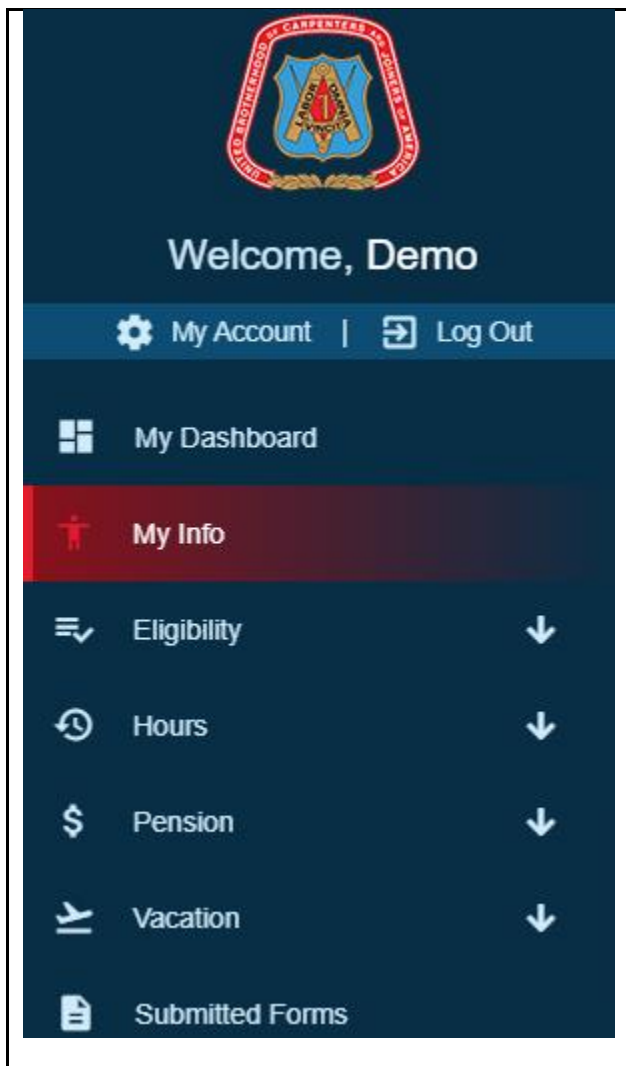 UNITED BROTHERHOOD OF CARPENTERS AND JOINERS OF AMERICA
LABOR OMNIA
VINCIT
Welcome, Demo
My Account | Log Out
My Dashboard
My Info
Eligibility
Hours
$ Pension
Vacation
Submitted Forms